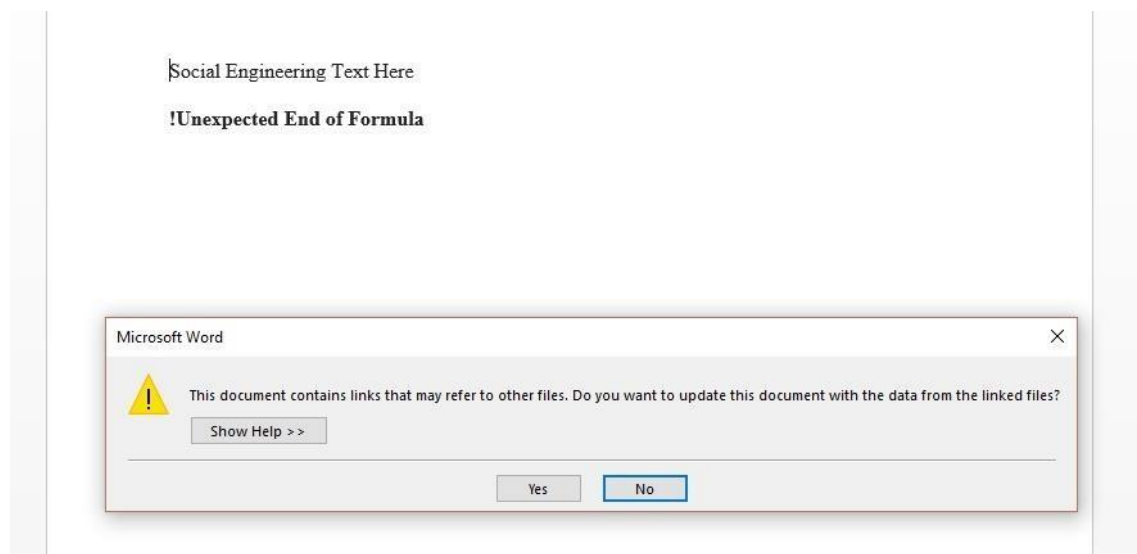 Social Engineering Text Here
!Unexpected End of Formula
Microsoft Word
This document contains links that may refer to other files. Do you want to update this document with the data from the linked files?
Show Help >>
Yes No